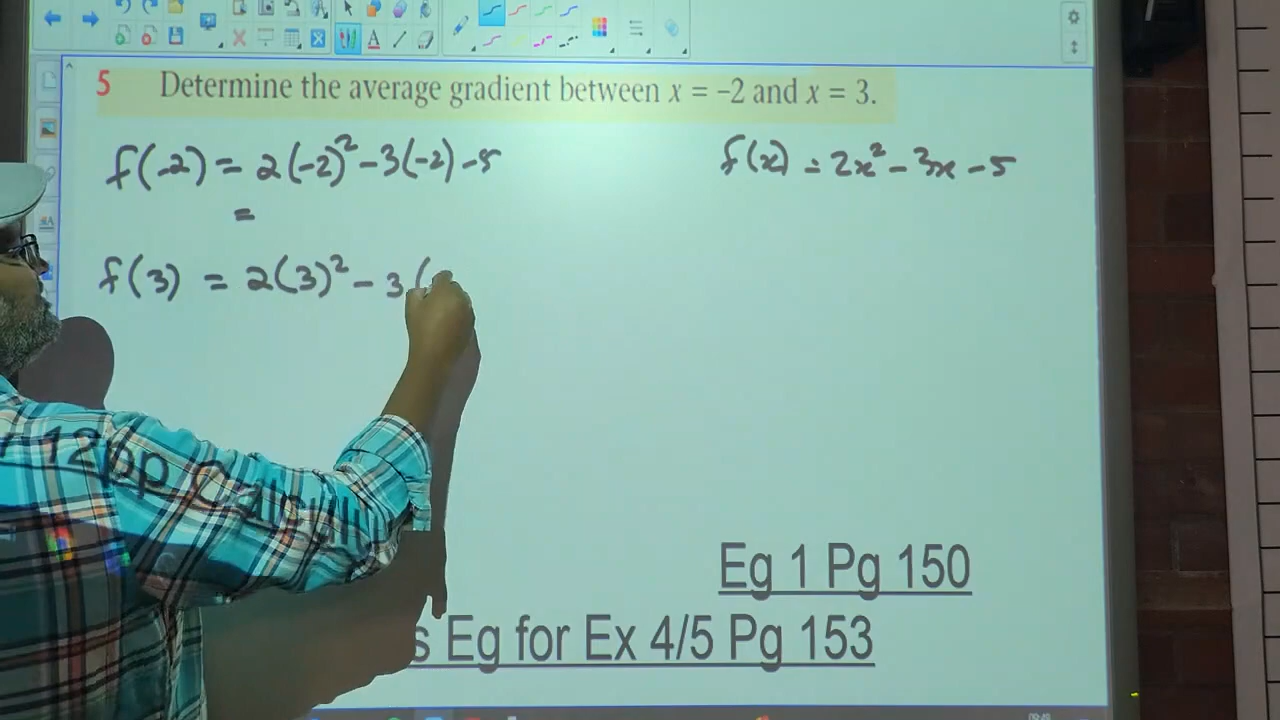 5 Determine the average gradient between x = –2 and x = 3.
f(-2) = 2(-2)² - 3(-2) - 5
f(x) = 2x² - 3x - 5
=
f(3) = 2(3)² - 3(
Eg 1 Pg 150
s Eg for Ex 4/5 Pg 153